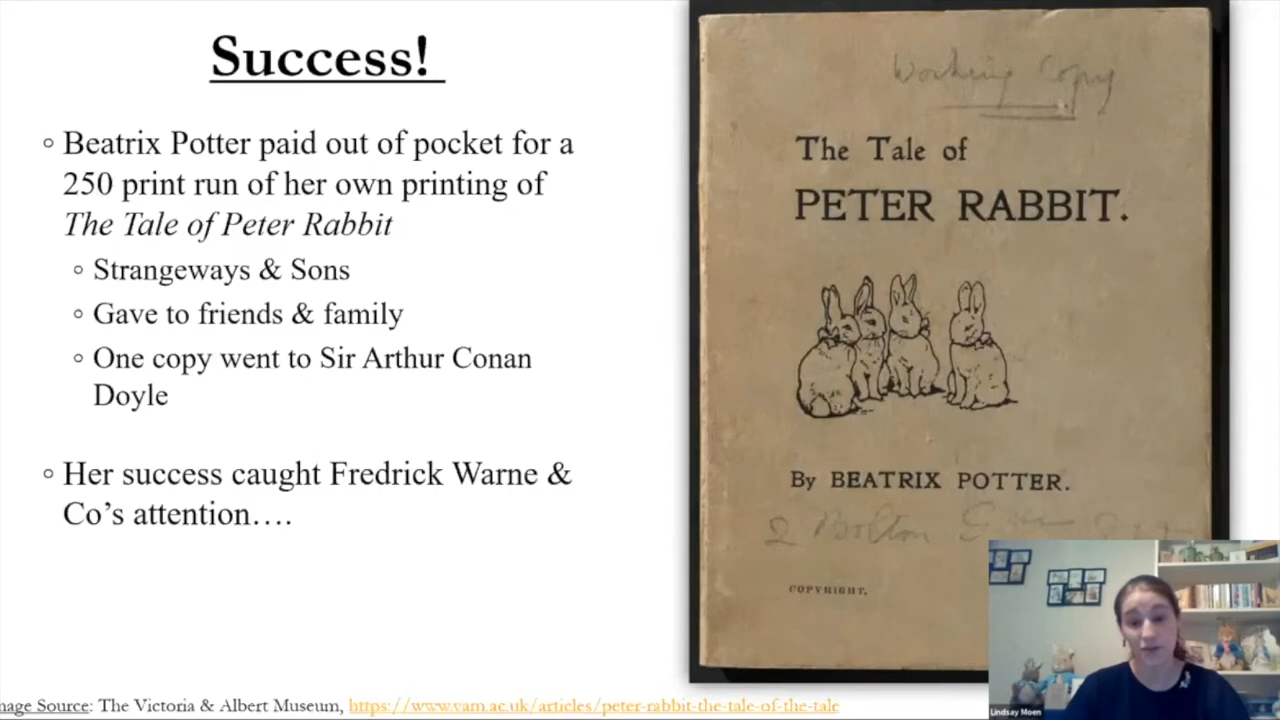 Success!
◦ Beatrix Potter paid out of pocket for a
250 print run of her own printing of
The Tale of Peter Rabbit
◦ Strangeways & Sons
◦ Gave to friends & family
◦ One copy went to Sir Arthur Conan
Doyle
◦ Her success caught Fredrick Warne &
Co’s attention….
Working Copy
The Tale of
PETER RABBIT.
By BEATRIX POTTER.
2 Bolton
COPYRIGHT.
mage Source: The Victoria & Albert Museum, https://www.vam.ac.uk/articles/peter-rabbit-the-tale-of-the-tale
Lindsay Moen